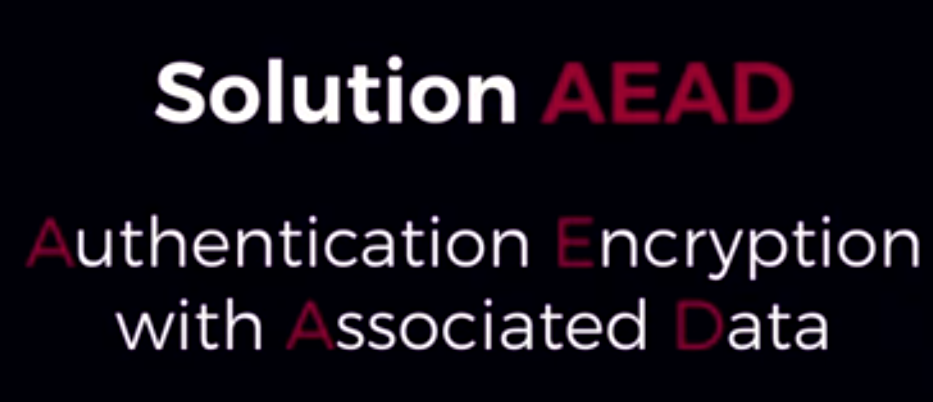 Solution AEAD
Authentication Encryption
with Associated Data